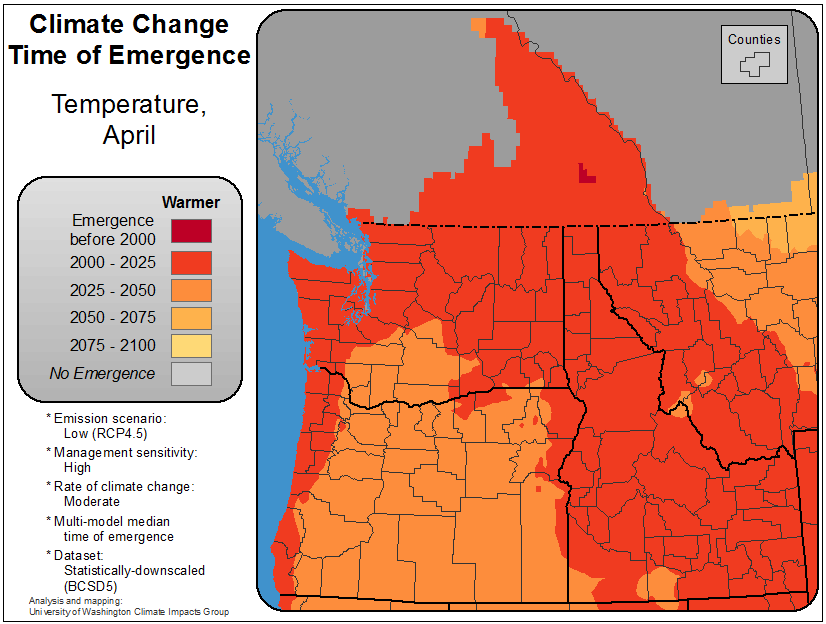 Climate Change
Time of Emergence
Temperature,
April
Warmer
Emergence
before 2000
2000 - 2025
2025 - 2050
2050 - 2075
2075 - 2100
No Emergence
* Emission scenario:
Low (RCP4.5)
* Management sensitivity:
High
* Rate of climate change:
Moderate
* Multi-model median
time of emergence
* Dataset:
Statistically-downscaled
(BCSD5)
Analysis and mapping:
University of Washington Climate Impacts Group
Counties